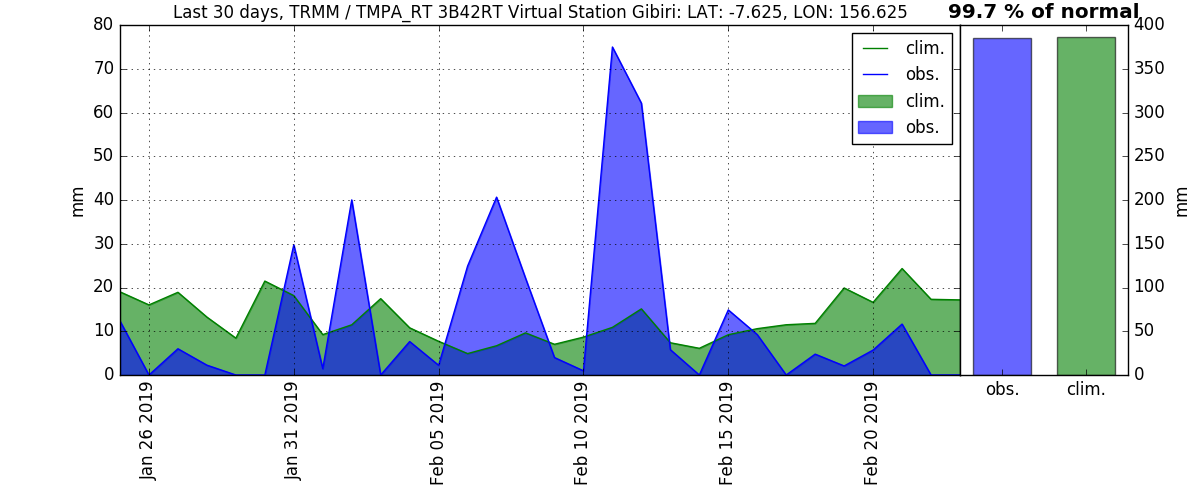 Last 30 days, TRMM / TMPA_RT 3B42RT Virtual Station Gibiri: LAT: -7.625, LON: 156.625
99.7 % of normal
80
70
60
50
40
30
20
10
0
mm
clim.
obs.
clim.
obs.
400
350
300
250
200
150
100
50
0
mm
Jan 26 2019
Jan 31 2019
Feb 05 2019
Feb 10 2019
Feb 15 2019
Feb 20 2019
obs.
clim.